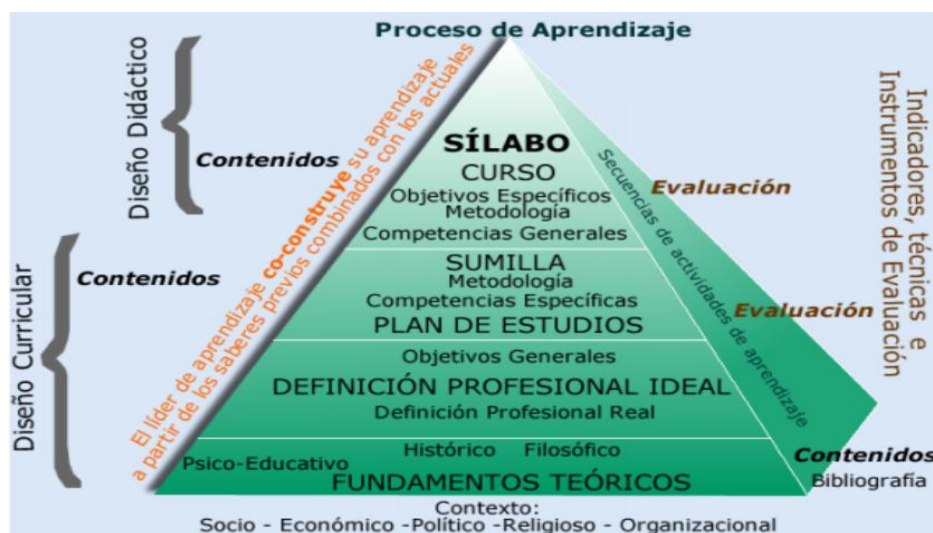 Proceso de Aprendizaje
Diseño Didáctico
Contenidos
Diseño Curricular
Contenidos
El líder de aprendizaje co-construye su aprendizaje
a partir de los saberes previos combinados con los actuales
SÍLABO
CURSO
Objetivos Específicos
Metodología
Competencias Generales
SUMILLA
Metodología
Competencias Específicas
PLAN DE ESTUDIOS
Objetivos Generales
DEFINICIÓN PROFESIONAL IDEAL
Definición Profesional Real
Psico-Educativo
Histórico
Filosófico
FUNDAMENTOS TEÓRICOS
Contexto:
Socio - Económico -Político -Religioso - Organizacional
Secuencias de actividades de aprendizaje
Evaluación
Evaluación
Indicadores, técnicas e
Instrumentos de Evaluación
Contenidos
Bibliografía